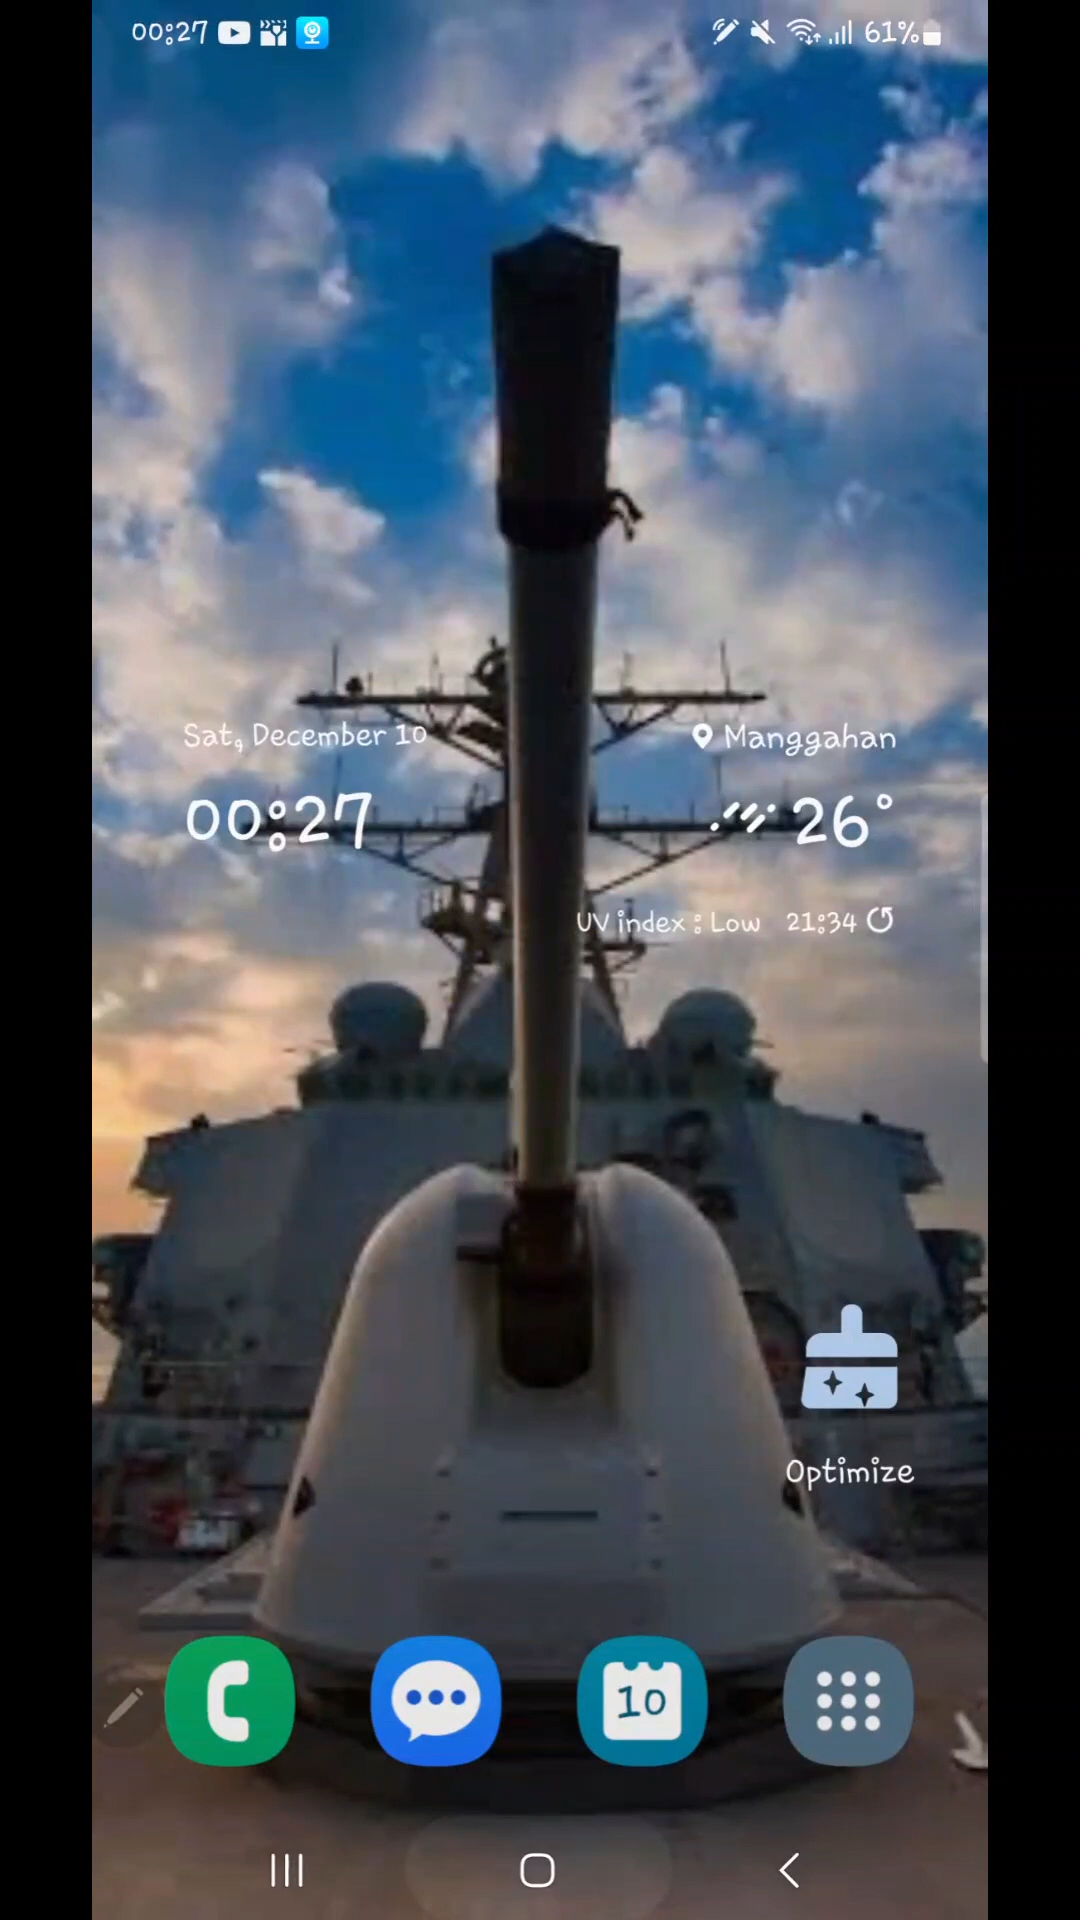 00:27
61%
Sat, December 10
Manggahan
00:27
26°
UV index : Low 21:34
Optimize
10